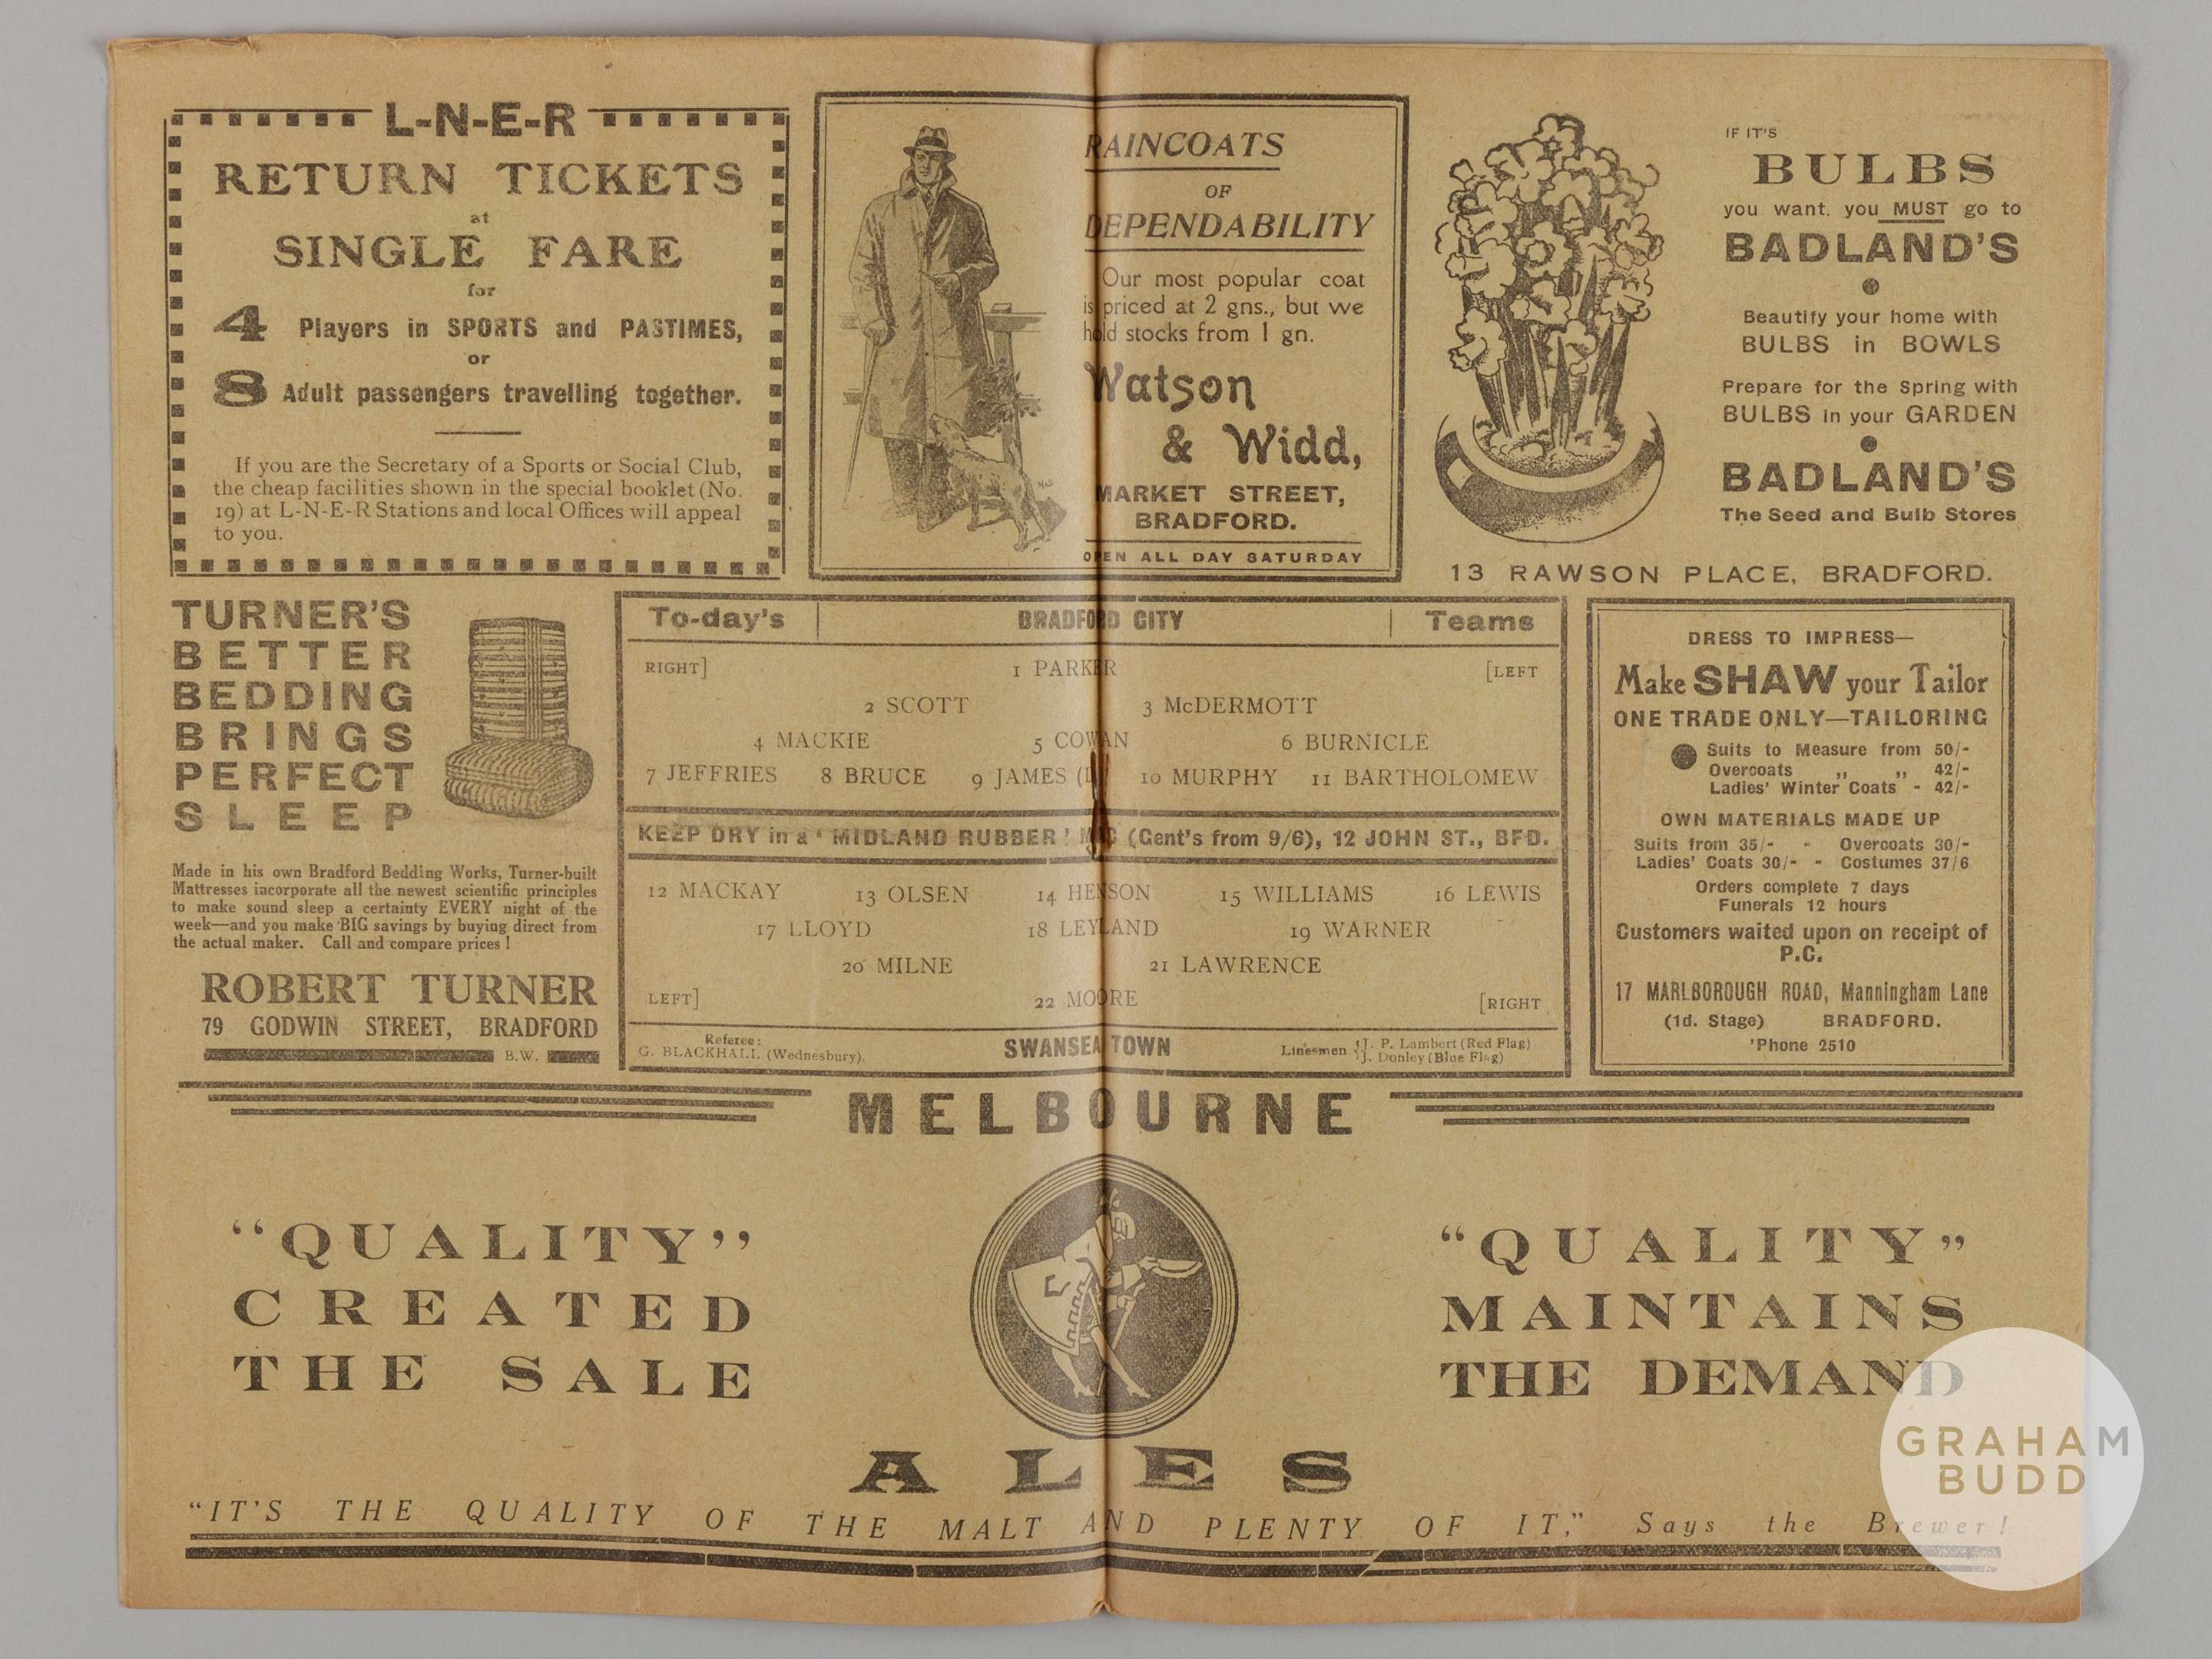 L-N-E-R
RETURN TICKETS
at
SINGLE FARE
for
4 Players in SPORTS and PASTIMES,
or
8 Adult passengers travelling together.
If you are the Secretary of a Sports or Social Club,
the cheap facilities shown in the special booklet (No.
19) at L-N-E-R Stations and local Offices will appeal
to you.
RAINCOATS
OF
DEPENDABILITY
Our most popular coat
is priced at 2 gns., but we
hold stocks from 1 gn.
Watson
& Widd,
MARKET STREET,
BRADFORD.
OPEN ALL DAY SATURDAY
IF IT'S
BULBS
you want, you MUST go to
BADLAND'S
Beautify your home with
BULBS in BOWLS
Prepare for the Spring with
BULBS in your GARDEN
BADLAND'S
The Seed and Bulb Stores
13 RAWSON PLACE, BRADFORD.
TURNER'S
BETTER
BEDDING
BRINGS
PERFECT
SLEEP
Made in his own Bradford Bedding Works, Turner-built
Mattresses incorporate all the newest scientific principles
to make sound sleep a certainty EVERY night of the
week—and you make BIG savings by buying direct from
the actual maker. Call and compare prices !
ROBERT TURNER
79 GODWIN STREET, BRADFORD
B.W.
To-day's BRADFORD CITY Teams
RIGHT] 1 PARKER [LEFT
2 SCOTT 3 McDERMOTT
4 MACKIE 5 COWAN 6 BURNICLE
7 JEFFRIES 8 BRUCE 9 JAMES 10 MURPHY 11 BARTHOLOMEW
KEEP DRY in a 'MIDLAND RUBBER' MAC (Gent's from 9/6), 12 JOHN ST., BFD.
12 MACKAY 13 OLSEN 14 HENSON 15 WILLIAMS 16 LEWIS
17 LLOYD 18 LEYLAND 19 WARNER
20 MILNE 21 LAWRENCE
LEFT] 22 MOORE [RIGHT
Referee:
G. BLACKHALL (Wednesbury).
SWANSEA TOWN
Linesmen { J. P. Lambert (Red Flag)
J. Donley (Blue Flag)
DRESS TO IMPRESS—
Make SHAW your Tailor
ONE TRADE ONLY—TAILORING
Suits to Measure from 50/-
Overcoats ,, ,, 42/-
Ladies' Winter Coats - 42/-
OWN MATERIALS MADE UP
Suits from 35/- - Overcoats 30/-
Ladies' Coats 30/- - Costumes 37/6
Orders complete 7 days
Funerals 12 hours
Customers waited upon on receipt of
P.C.
17 MARLBOROUGH ROAD, Manningham Lane
(1d. Stage) BRADFORD.
'Phone 2510
MELBOURNE
"QUALITY"
CREATED
THE SALE
"QUALITY"
MAINTAINS
THE DEMAND
ALES
"IT'S THE QUALITY OF THE MALT AND PLENTY OF IT," Says the Brewer!
GRAHAM
BUDD